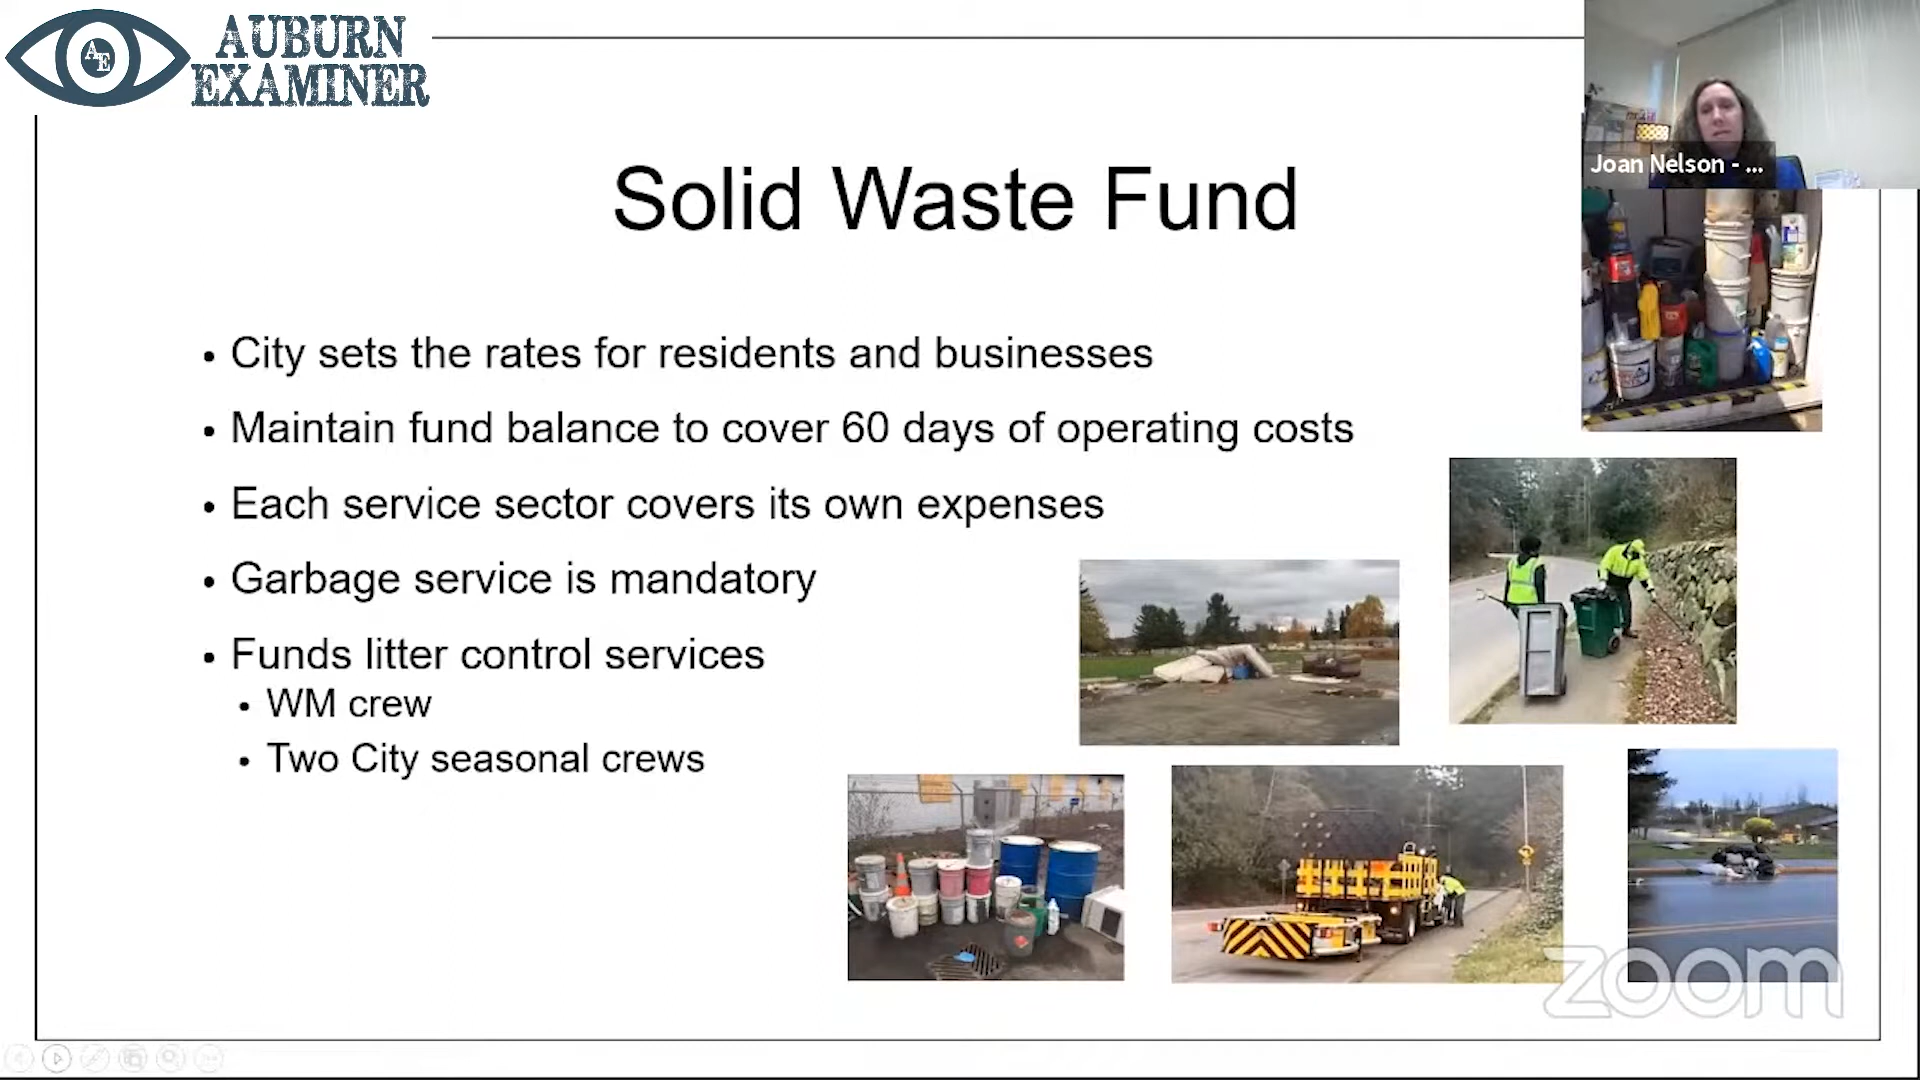 AUBURN
EXAMINER
AE
Joan Nelson - ...
Solid Waste Fund
• City sets the rates for residents and businesses
• Maintain fund balance to cover 60 days of operating costs
• Each service sector covers its own expenses
• Garbage service is mandatory
• Funds litter control services
• WM crew
• Two City seasonal crews
zoom